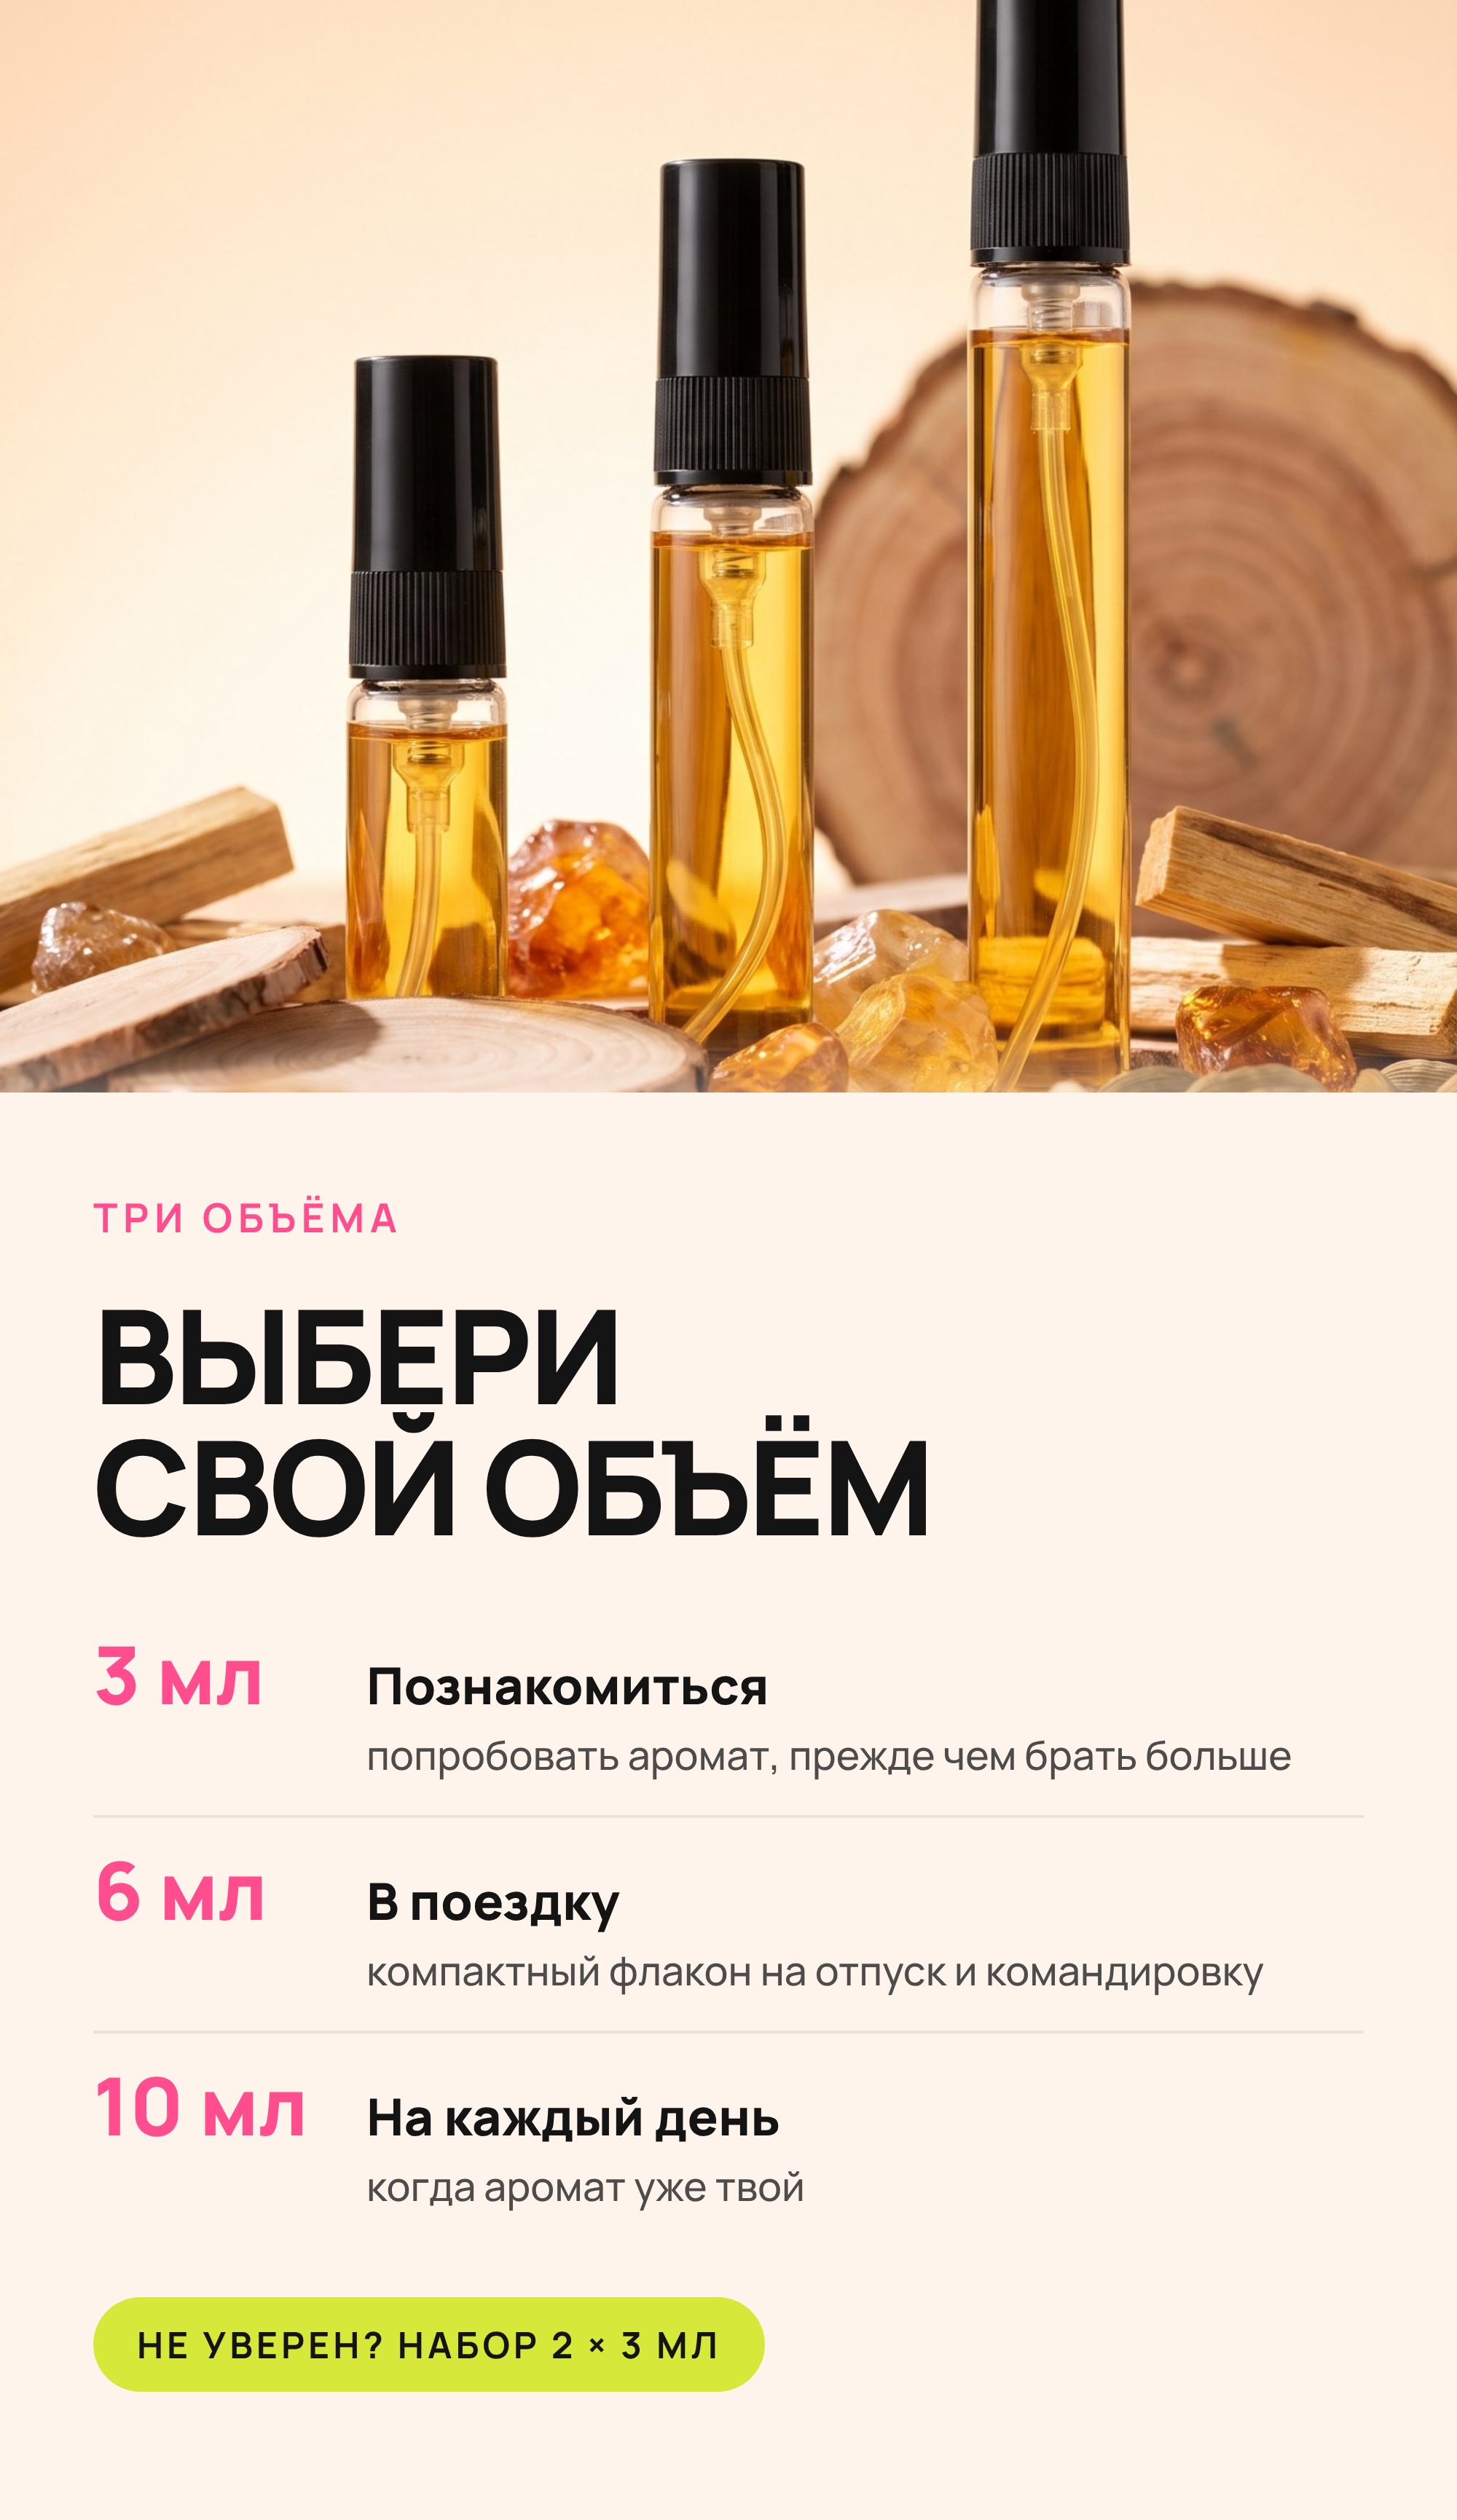 ТРИ ОБЪЁМА
ВЫБЕРИ
СВОЙ ОБЪЁМ
3 мл
Познакомиться
попробовать аромат, прежде чем брать больше
6 мл
В поездку
компактный флакон на отпуск и командировку
10 мл
На каждый день
когда аромат уже твой
НЕ УВЕРЕН? НАБОР 2 × 3 МЛ